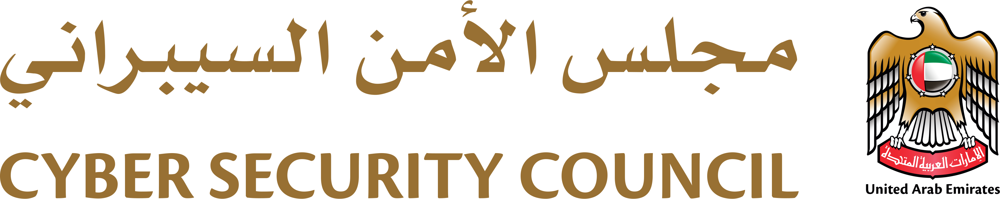 مجلس الأمن السيبراني
CYBER SECURITY COUNCIL
الإمارات العربية المتحدة
United Arab Emirates